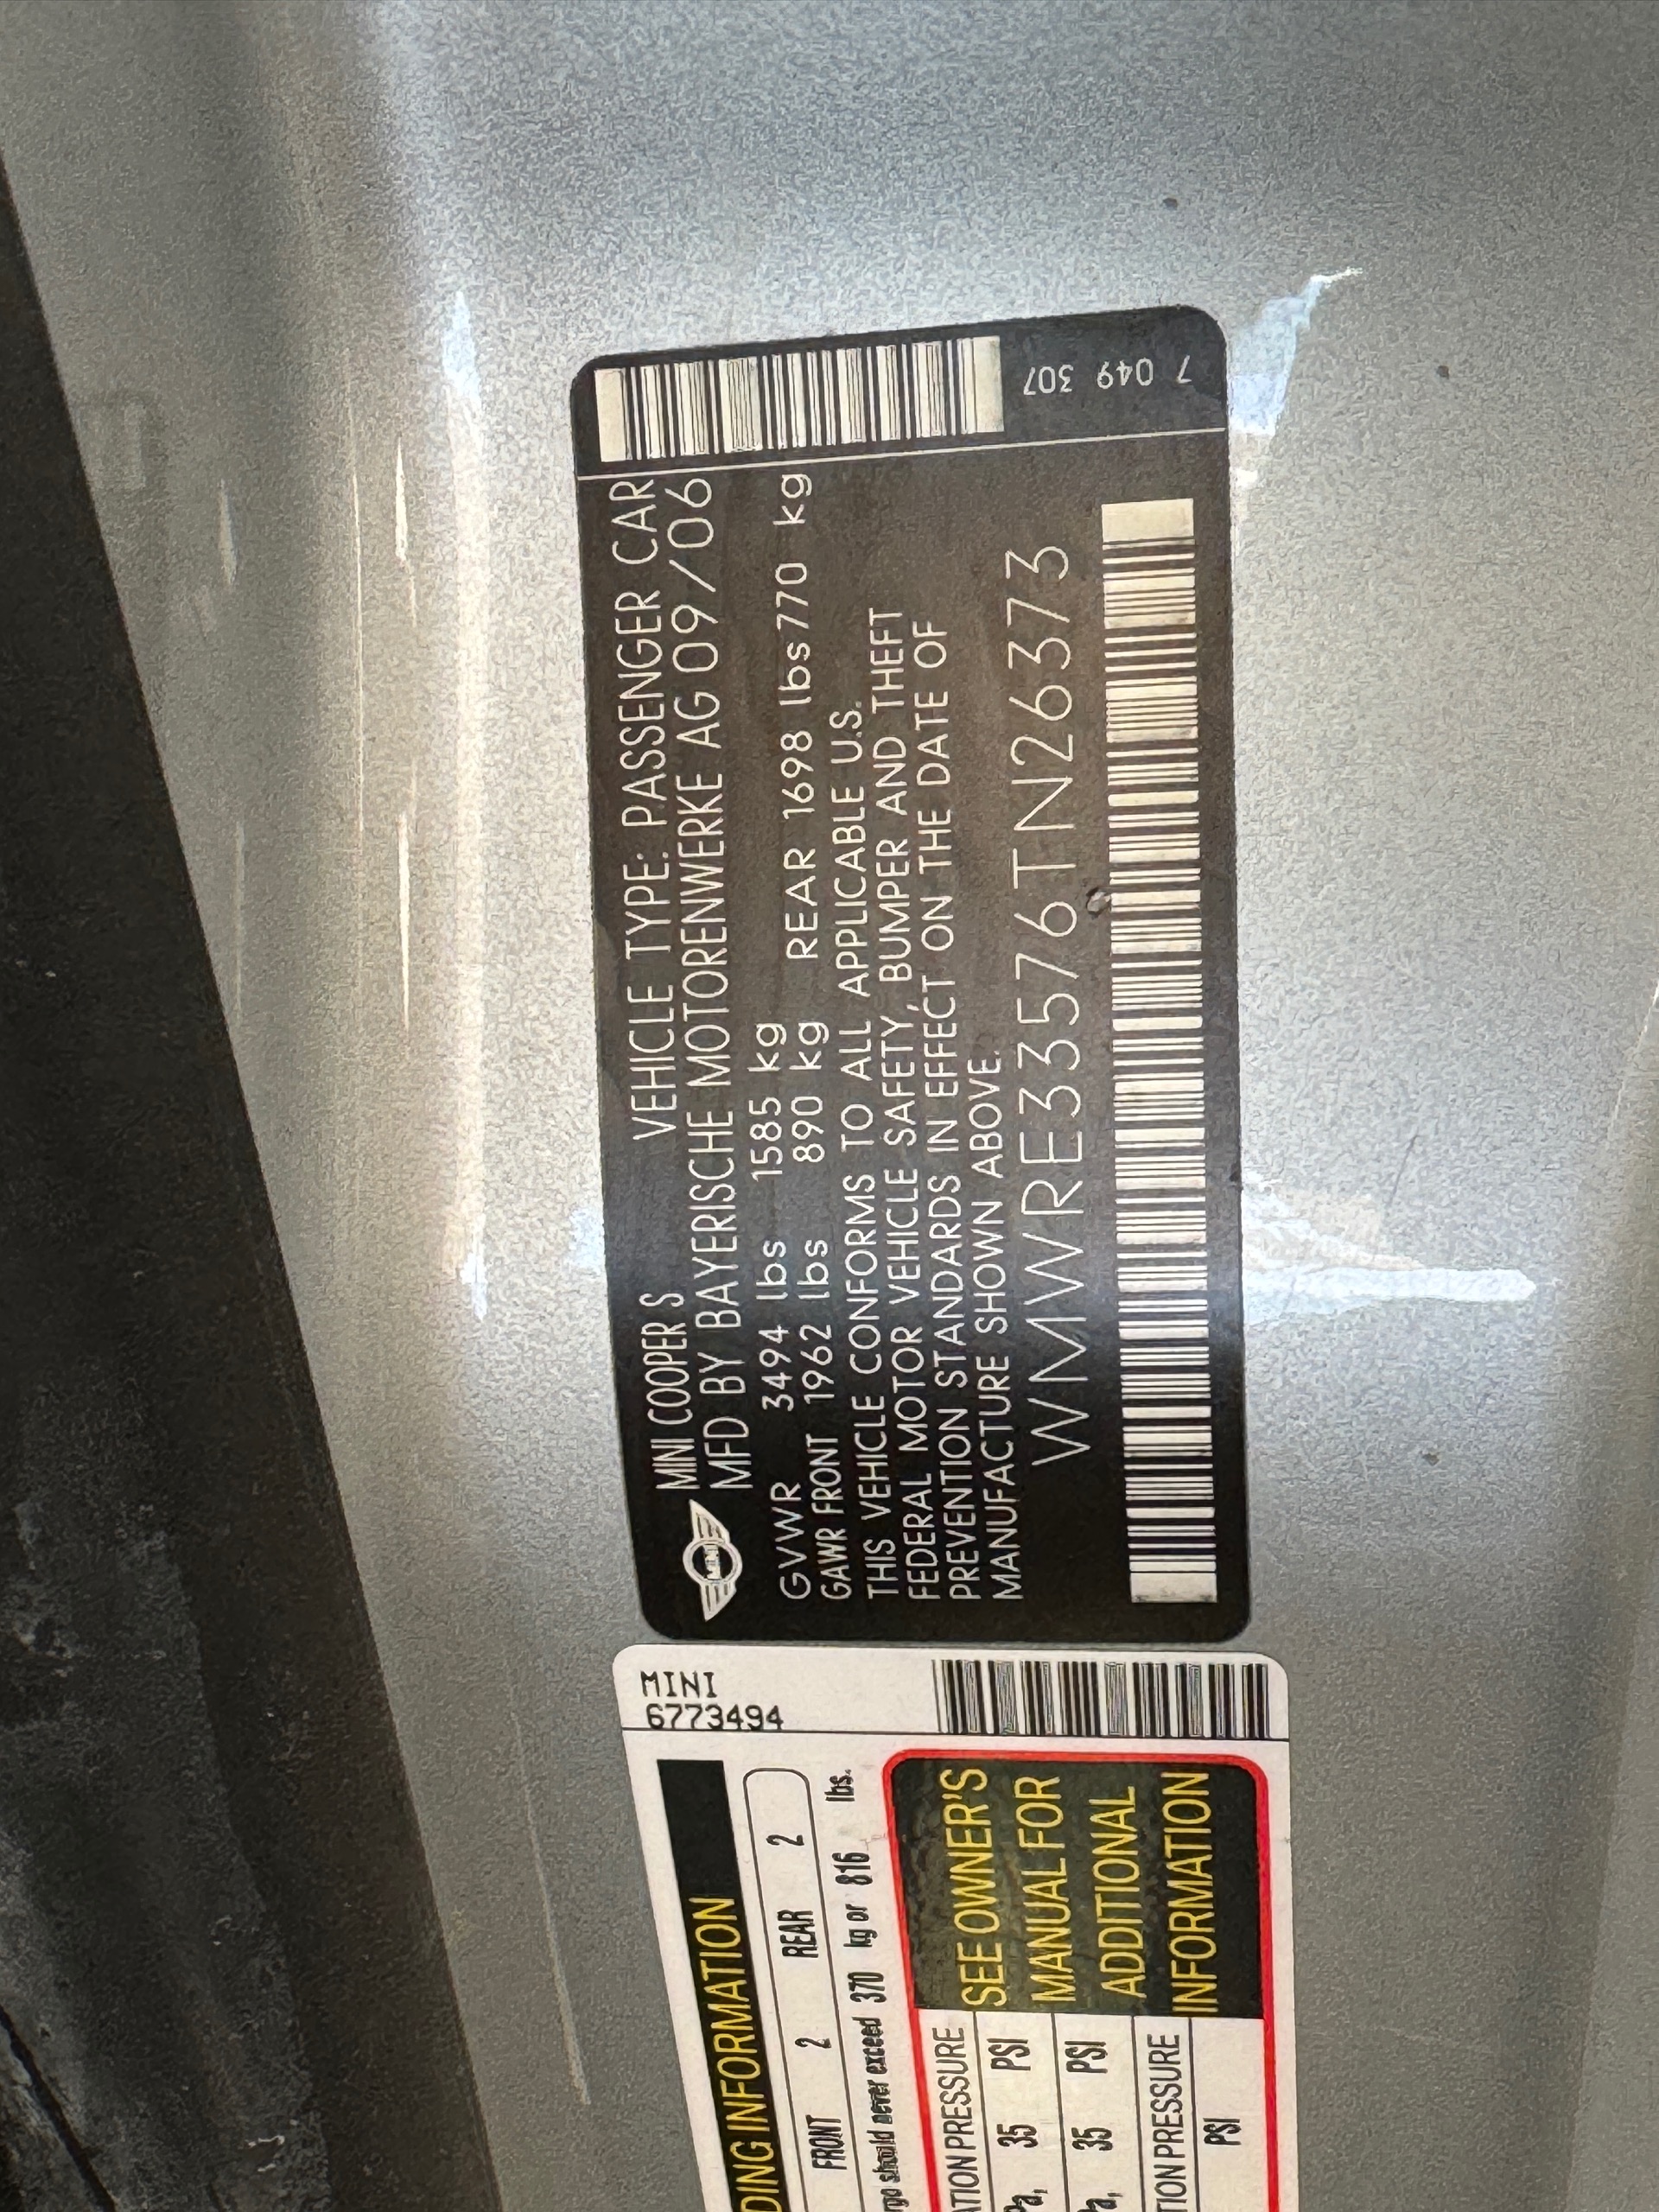 MINI COOPER S VEHICLE TYPE: PASSENGER CAR
MFD BY BAYERISCHE MOTORENWERKE AG 09/06
GVWR 3494 lbs 1585 kg
GAWR FRONT 1962 lbs 890 kg REAR 1698 lbs 770 kg
THIS VEHICLE CONFORMS TO ALL APPLICABLE U.S.
FEDERAL MOTOR VEHICLE SAFETY, BUMPER AND THEFT
PREVENTION STANDARDS IN EFFECT ON THE DATE OF
MANUFACTURE SHOWN ABOVE.
WMWRE33576TN26373
7 049 307
MINI
6773494
INFORMATION
FRONT 2 REAR 2
should never exceed 370 kg or 816 lbs.
PRESSURE
35 PSI
35 PSI
PRESSURE
PSI
SEE OWNER'S
MANUAL FOR
ADDITIONAL
INFORMATION